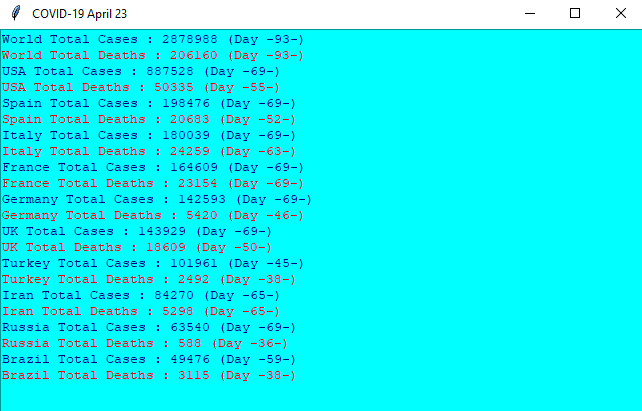 COVID-19 April 23
World Total Cases : 2878988 (Day -93-)
World Total Deaths : 206160 (Day -93-)
USA Total Cases : 887528 (Day -69-)
USA Total Deaths : 50335 (Day -55-)
Spain Total Cases : 198476 (Day -69-)
Spain Total Deaths : 20683 (Day -52-)
Italy Total Cases : 180039 (Day -69-)
Italy Total Deaths : 24259 (Day -63-)
France Total Cases : 164609 (Day -69-)
France Total Deaths : 23154 (Day -69-)
Germany Total Cases : 142593 (Day -69-)
Germany Total Deaths : 5420 (Day -46-)
UK Total Cases : 143929 (Day -69-)
UK Total Deaths : 18609 (Day -50-)
Turkey Total Cases : 101961 (Day -45-)
Turkey Total Deaths : 2492 (Day -38-)
Iran Total Cases : 84270 (Day -65-)
Iran Total Deaths : 5298 (Day -65-)
Russia Total Cases : 63540 (Day -69-)
Russia Total Deaths : 588 (Day -36-)
Brazil Total Cases : 49476 (Day -59-)
Brazil Total Deaths : 3115 (Day -38-)